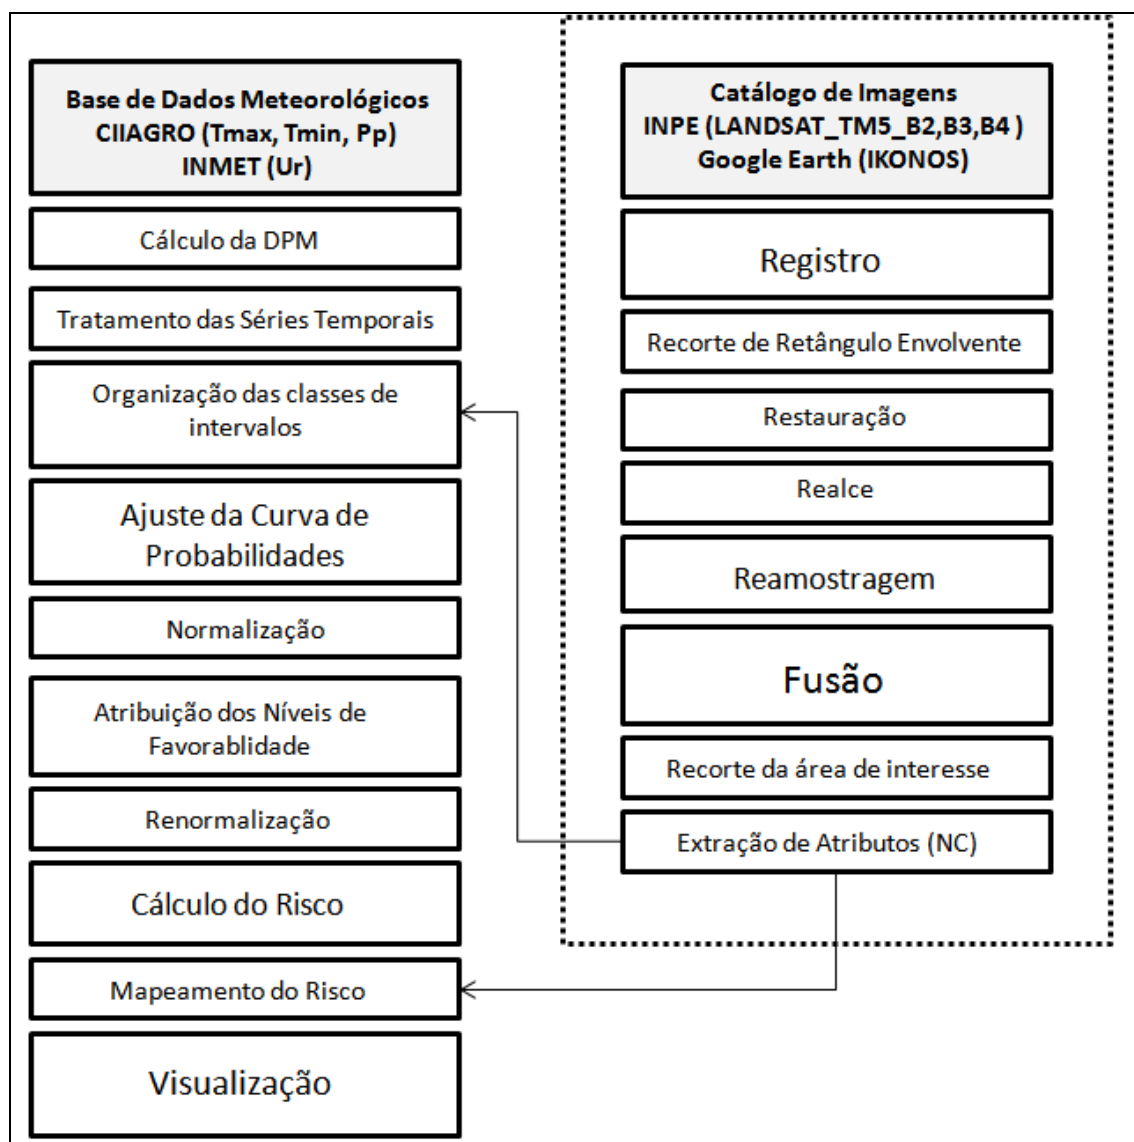 Base de Dados Meteorológicos
CIIAGRO (Tmax, Tmin, Pp)
INMET (Ur)
Cálculo da DPM
Tratamento das Séries Temporais
Organização das classes de
intervalos
Ajuste da Curva de
Probabilidades
Normalização
Atribuição dos Níveis de
Favorablidade
Renormalização
Cálculo do Risco
Mapeamento do Risco
Visualização
Catálogo de Imagens
INPE (LANDSAT_TM5_B2,B3,B4 )
Google Earth (IKONOS)
Registro
Recorte de Retângulo Envolvente
Restauração
Realce
Reamostragem
Fusão
Recorte da área de interesse
Extração de Atributos (NC)